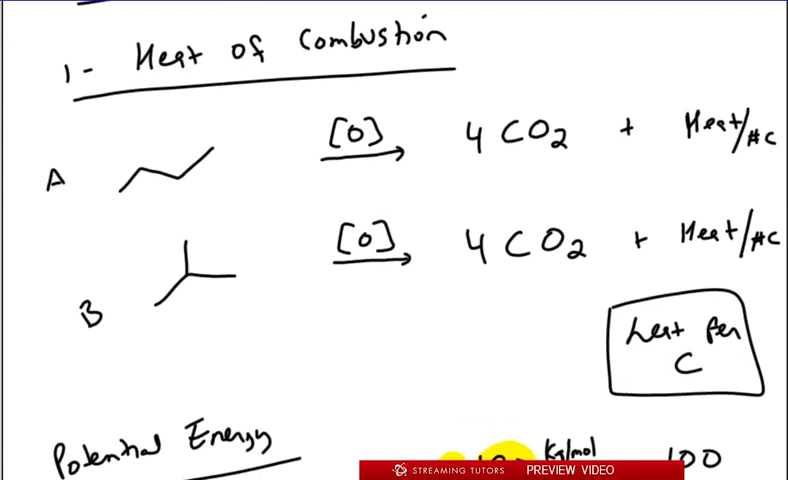 1- Heat of Combustion
A [O] 4 CO2 + Heat/#C
B [O] 4 CO2 + Heat/#C
heat per
C
Potential Energy Kg/mol 100
STREAMING TUTORS PREVIEW VIDEO